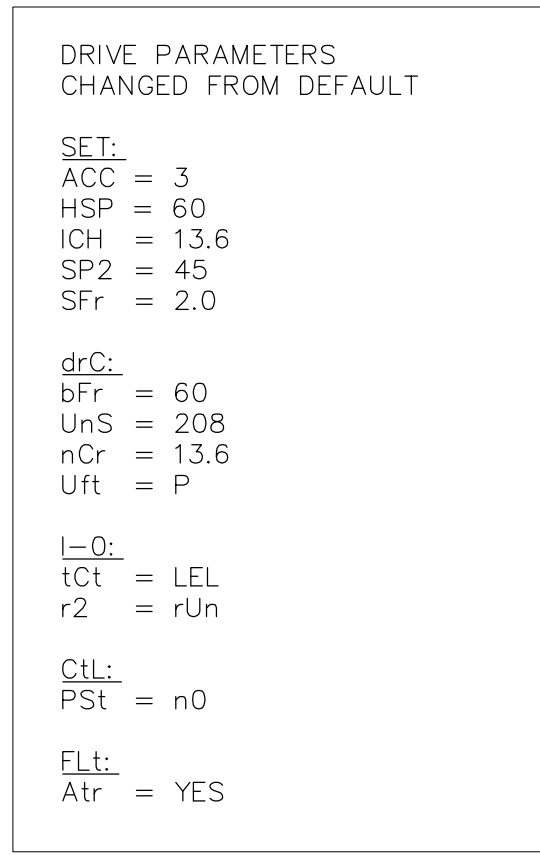 DRIVE PARAMETERS
CHANGED FROM DEFAULT
SET:
ACC = 3
HSP = 60
ICH = 13.6
SP2 = 45
SFr = 2.0
drC:
bFr = 60
UnS = 208
nCr = 13.6
Uft = P
I-O:
tCt = LEL
r2 = rUn
CtL:
PSt = nO
FLt:
Atr = YES